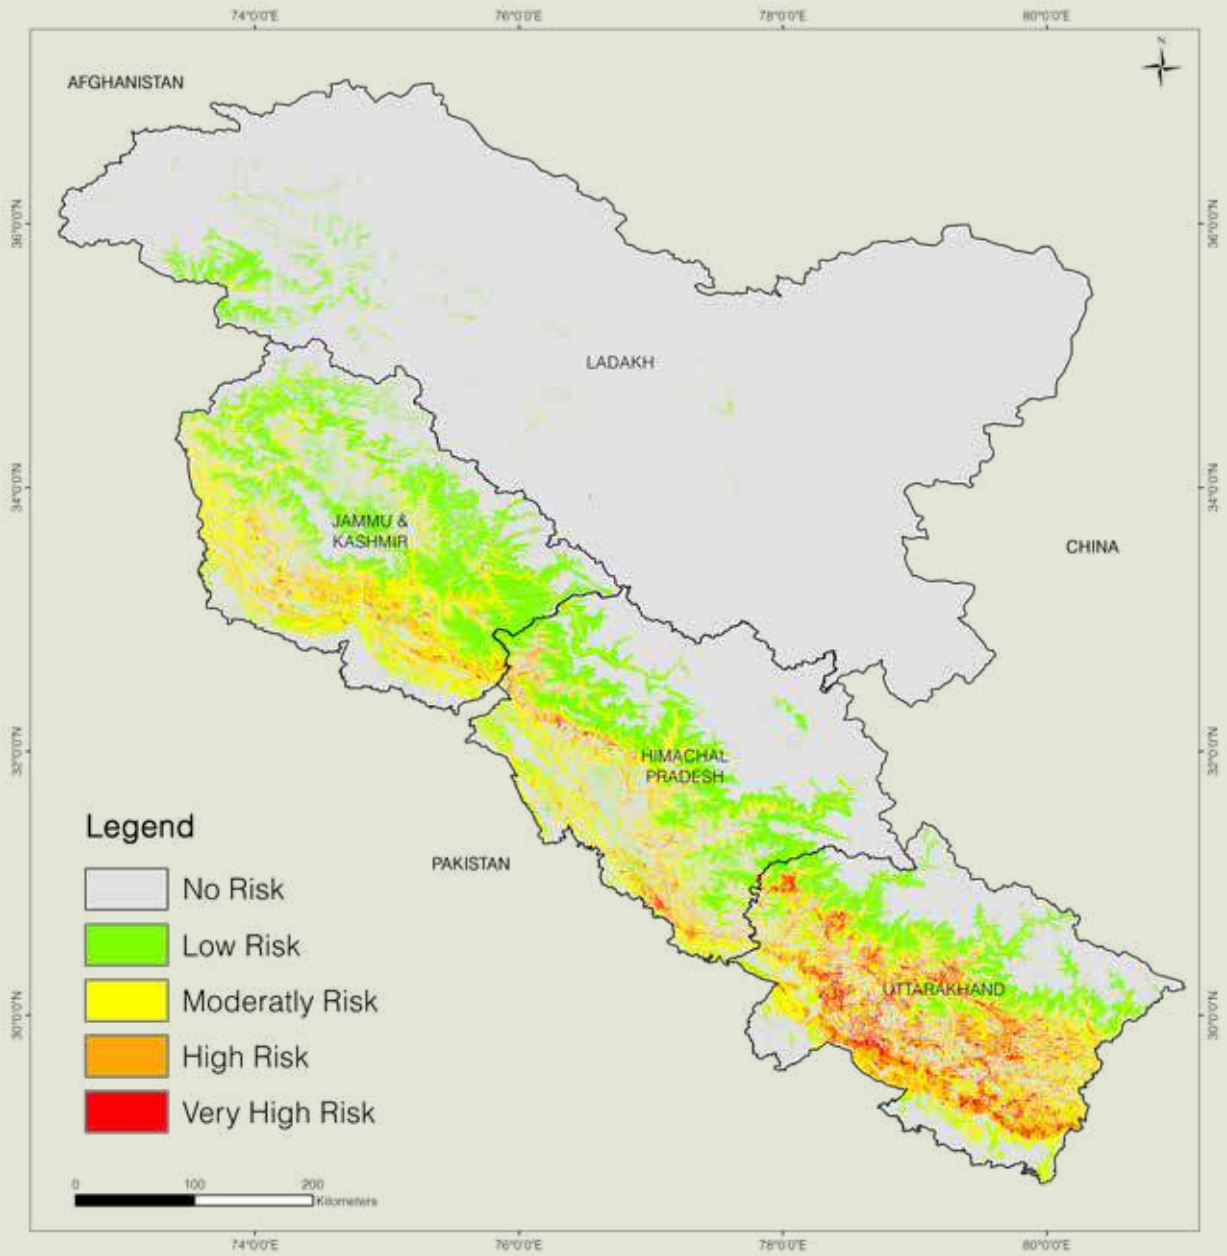 74°0'0"E 76°0'0"E 78°0'0"E 80°0'0"E
N
AFGHANISTAN
36°0'0"N 36°0'0"N
LADAKH
34°0'0"N 34°0'0"N
JAMMU &
KASHMIR
CHINA
32°0'0"N 32°0'0"N
HIMACHAL
PRADESH
Legend
PAKISTAN
No Risk
Low Risk
UTTARAKHAND
Moderatly Risk
30°0'0"N 30°0'0"N
High Risk
Very High Risk
0 100 200
Kilometers
74°0'0"E 76°0'0"E 78°0'0"E 80°0'0"E